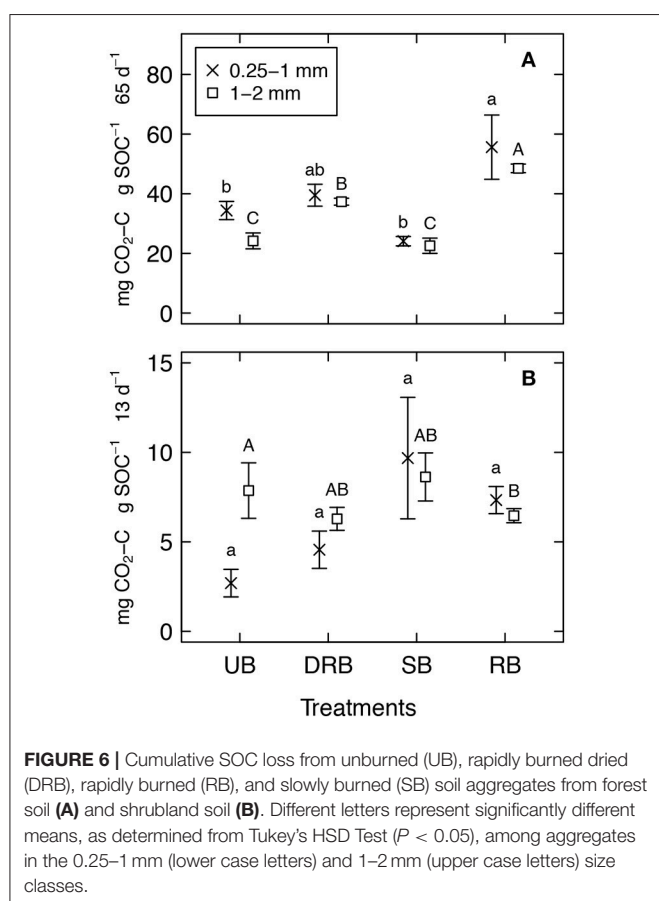 A
× 0.25–1 mm
□ 1–2 mm
mg CO₂–C g SOC⁻¹ 65 d⁻¹
80
60
40
20
0
b
C
ab
B
b
C
a
A
B
mg CO₂–C g SOC⁻¹ 13 d⁻¹
15
10
5
0
a
A
a
AB
a
AB
a
B
UB DRB SB RB
Treatments
FIGURE 6 | Cumulative SOC loss from unburned (UB), rapidly burned dried
(DRB), rapidly burned (RB), and slowly burned (SB) soil aggregates from forest
soil (A) and shrubland soil (B). Different letters represent significantly different
means, as determined from Tukey's HSD Test (P < 0.05), among aggregates
in the 0.25–1 mm (lower case letters) and 1–2 mm (upper case letters) size
classes.